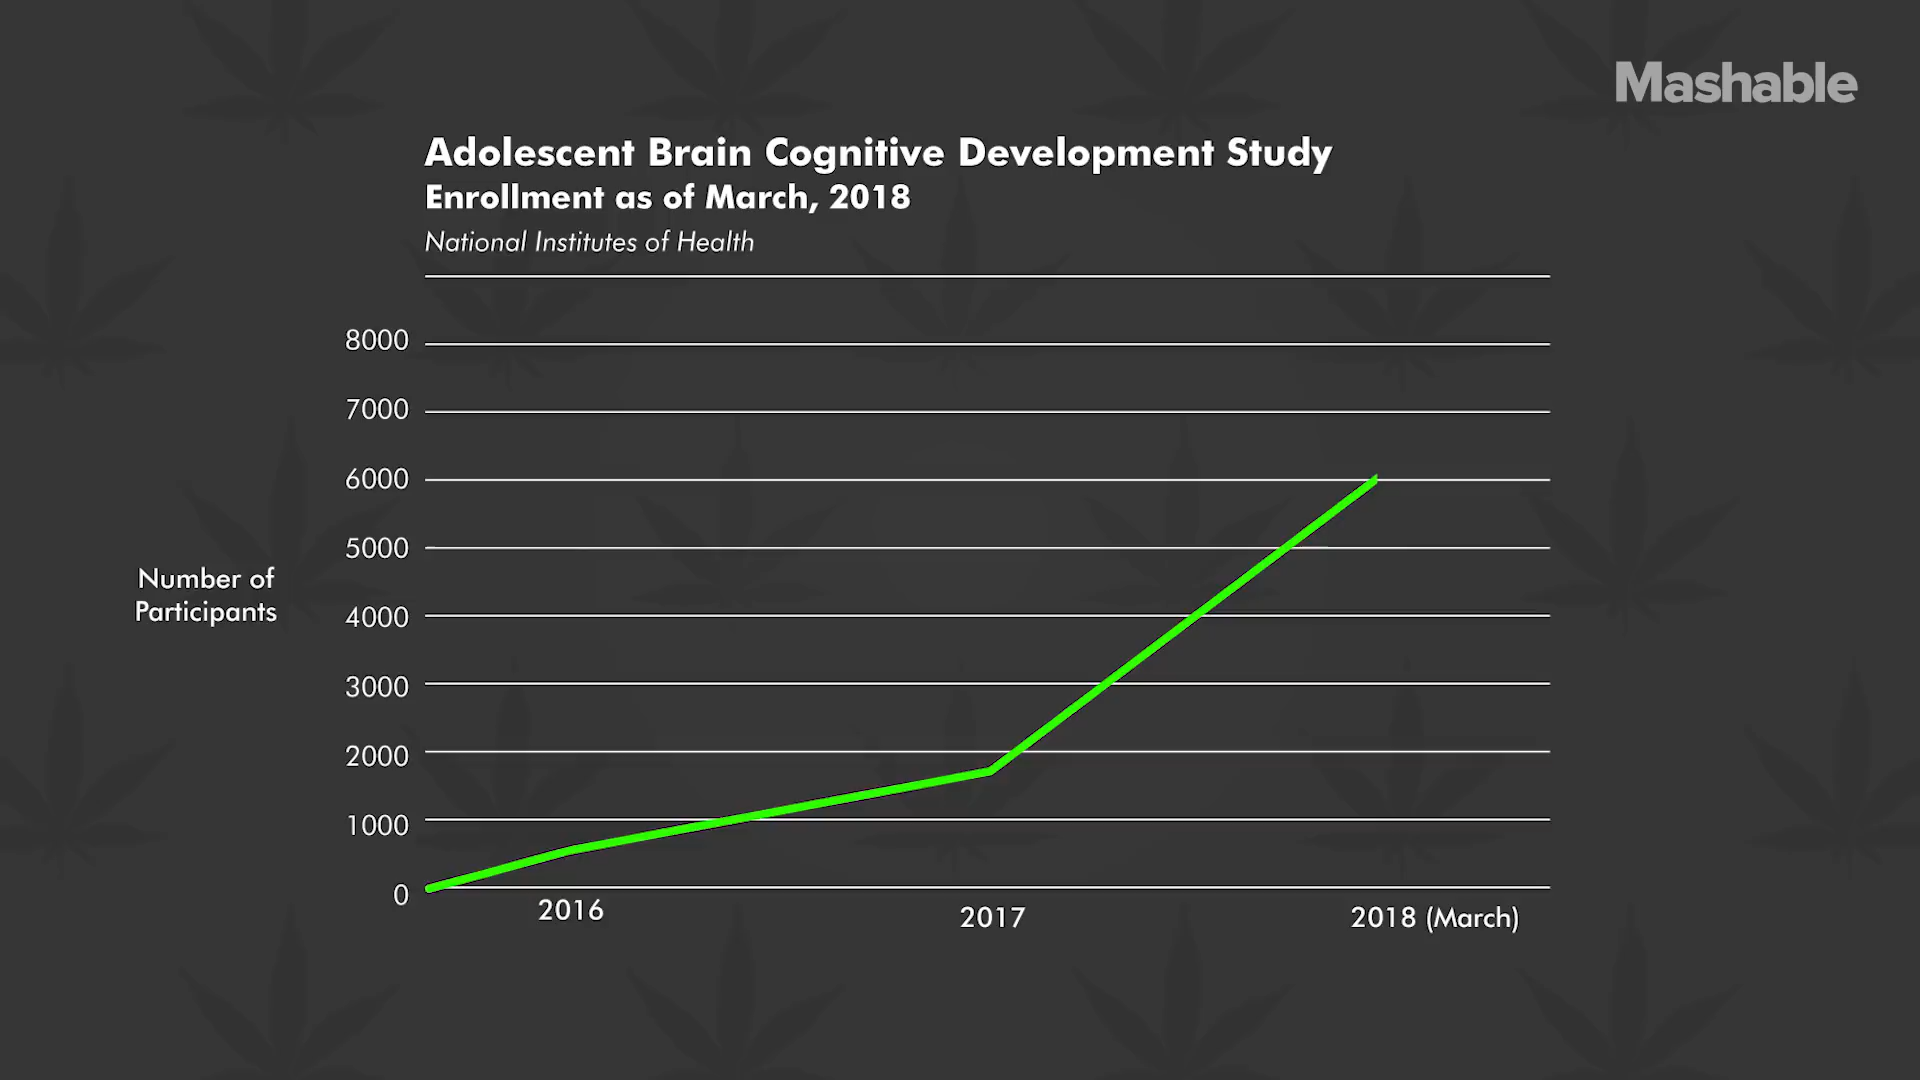 Mashable
Adolescent Brain Cognitive Development Study
Enrollment as of March, 2018
National Institutes of Health
8000
7000
6000
5000
Number of
Participants
4000
3000
2000
1000
0
2016
2017
2018 (March)